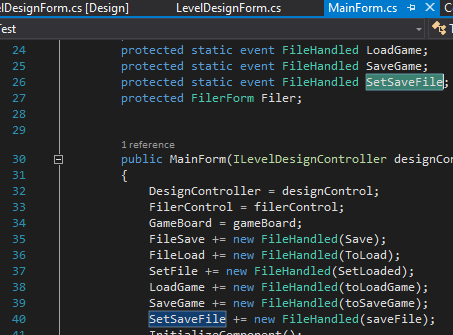 elDesignForm.cs [Design] LevelDesignForm.cs MainForm.cs
Test
24 protected static event FileHandled LoadGame;
25 protected static event FileHandled SaveGame;
26 protected static event FileHandled SetSaveFile;
27 protected FilerForm Filer;
28
29
1 reference
30 public MainForm(ILevelDesignController designCo
31 {
32 DesignController = designControl;
33 FilerControl = filerControl;
34 GameBoard = gameBoard;
35 FileSave += new FileHandled(Save);
36 FileLoad += new FileHandled(ToLoad);
37 SetFile += new FileHandled(SetLoaded);
38 LoadGame += new FileHandled(toLoadGame);
39 SaveGame += new FileHandled(toSaveGame);
40 SetSaveFile += new FileHandled(saveFile);
41 InitializeComponent();